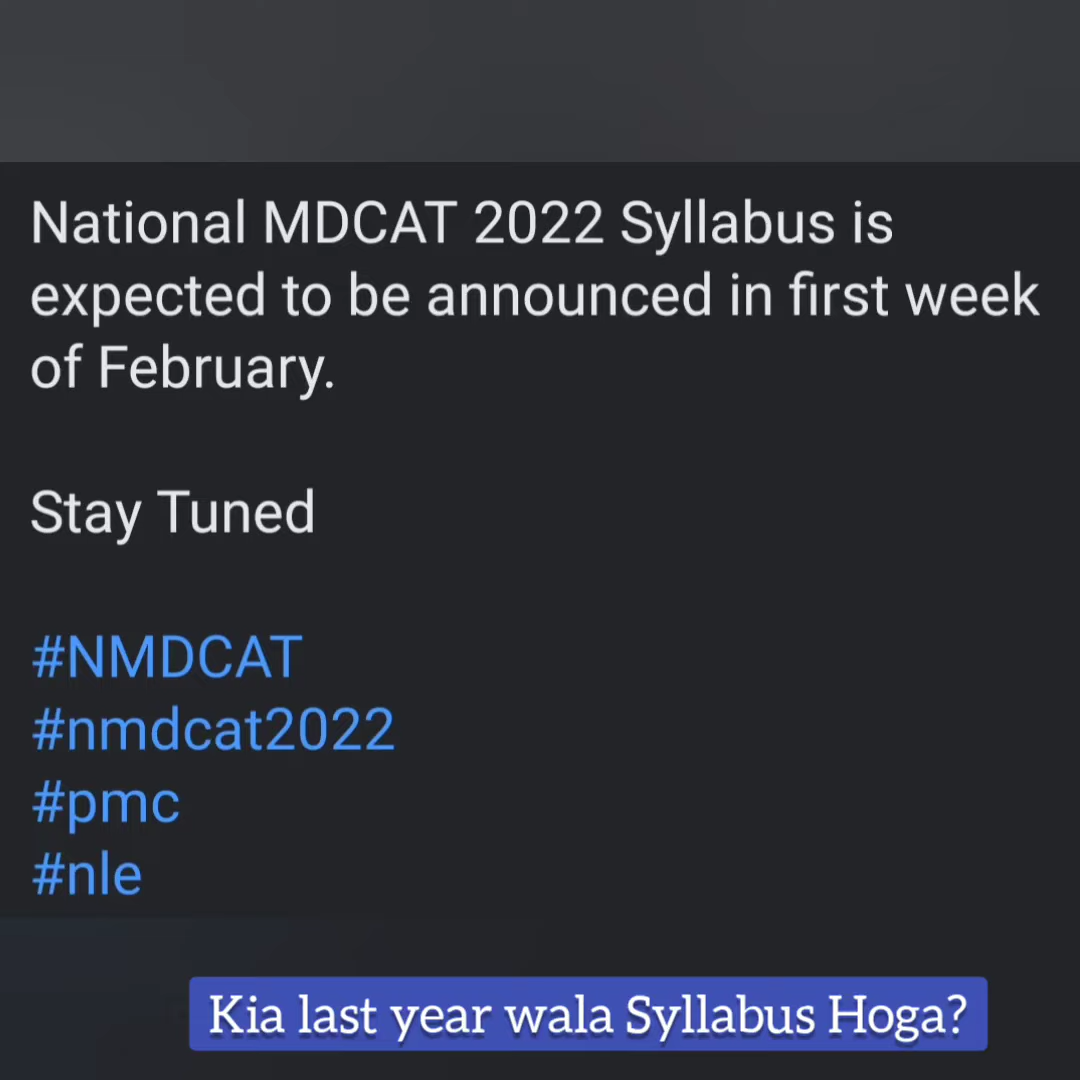 National MDCAT 2022 Syllabus is
expected to be announced in first week
of February.
Stay Tuned
#NMDCAT
#nmdcat2022
#pmc
#nle
Kia last year wala Syllabus Hoga?